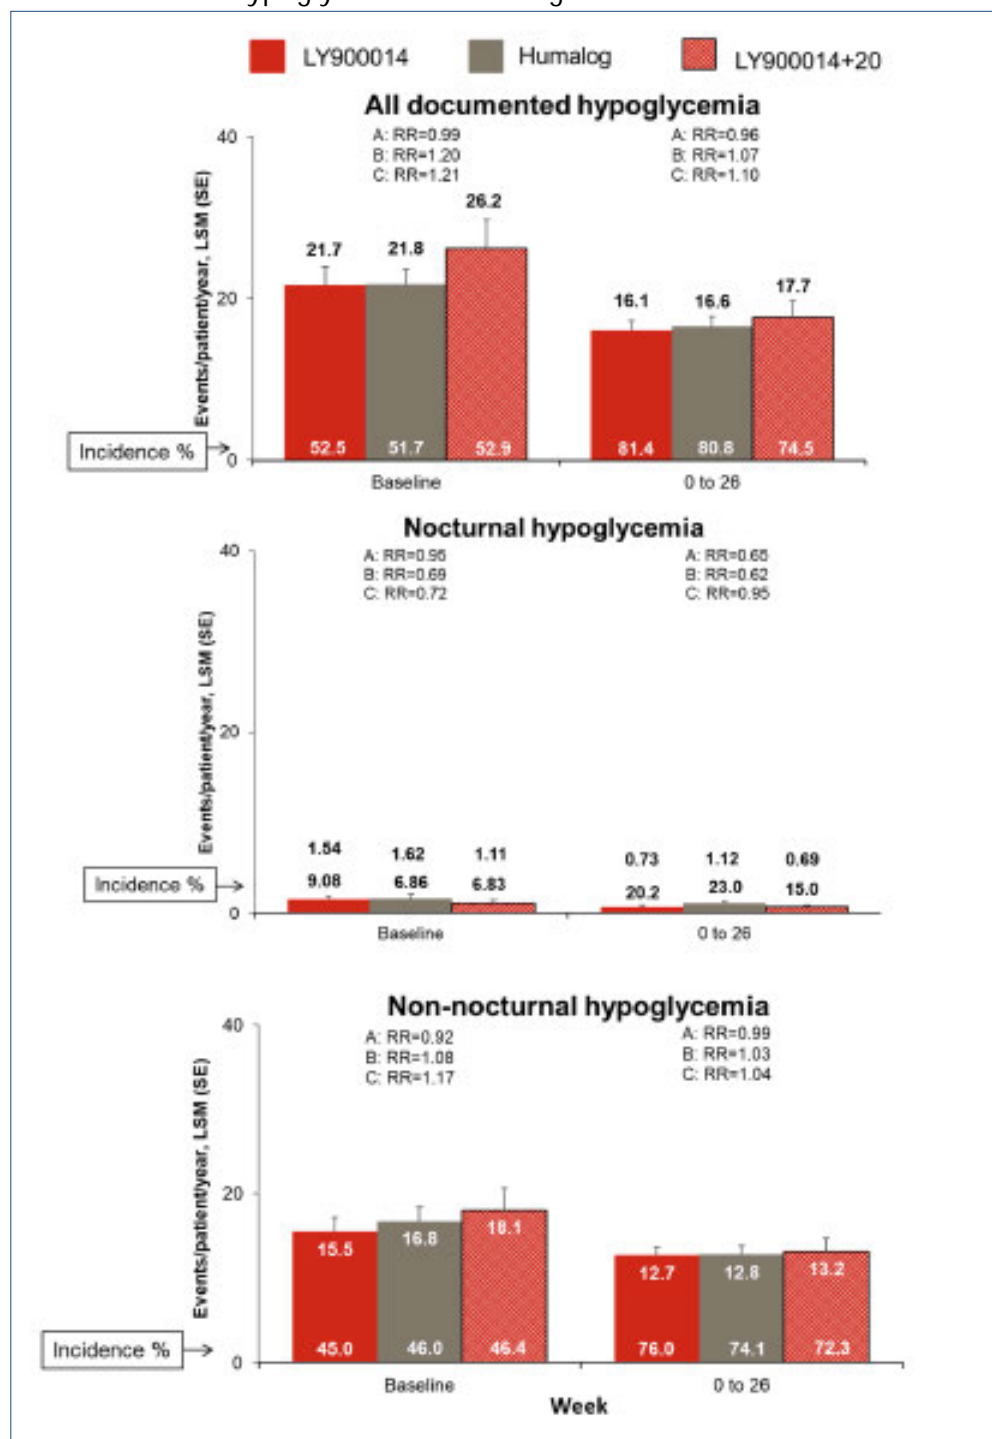 LY900014 Humalog LY900014+20
All documented hypoglycemia
A: RR=0.99
B: RR=1.20
C: RR=1.21
A: RR=0.96
B: RR=1.07
C: RR=1.10
Events/patient/year, LSM (SE)
40
20
0
21.7 21.8 26.2
16.1 16.6 17.7
Incidence %
52.5 51.7 52.9
81.4 80.8 74.5
Baseline 0 to 26
Nocturnal hypoglycemia
A: RR=0.95
B: RR=0.69
C: RR=0.72
A: RR=0.65
B: RR=0.62
C: RR=0.95
Events/patient/year, LSM (SE)
40
20
0
1.54 1.62 1.11
0.73 1.12 0.69
Incidence %
9.08 6.86 6.83
20.2 23.0 15.0
Baseline 0 to 26
Non-nocturnal hypoglycemia
A: RR=0.92
B: RR=1.08
C: RR=1.17
A: RR=0.99
B: RR=1.03
C: RR=1.04
Events/patient/year, LSM (SE)
40
20
0
15.5 16.8 18.1
12.7 12.8 13.2
Incidence %
45.0 46.0 46.4
76.0 74.1 72.3
Baseline 0 to 26
Week